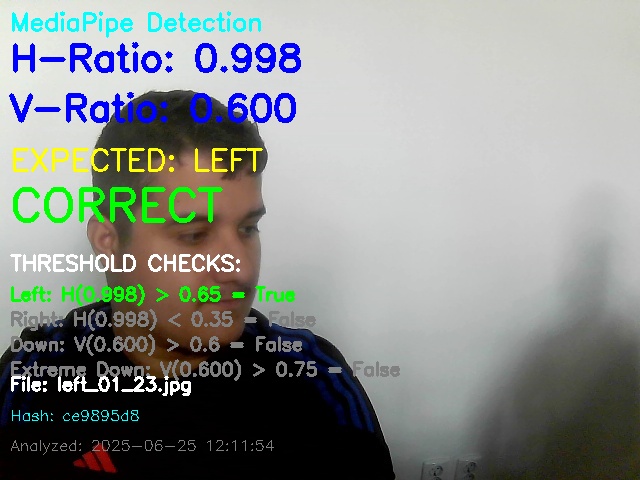 MediaPipe Detection
H-Ratio: 0.998
V-Ratio: 0.600
EXPECTED: LEFT
CORRECT
THRESHOLD CHECKS:
Left: H(0.998) > 0.65 = True
Right: H(0.998) < 0.35 = False
Down: V(0.600) > 0.6 = False
Extreme Down: V(0.600) > 0.75 = False
File: left_01_23.jpg
Hash: ce9895d8
Analyzed: 2025-06-25 12:11:54